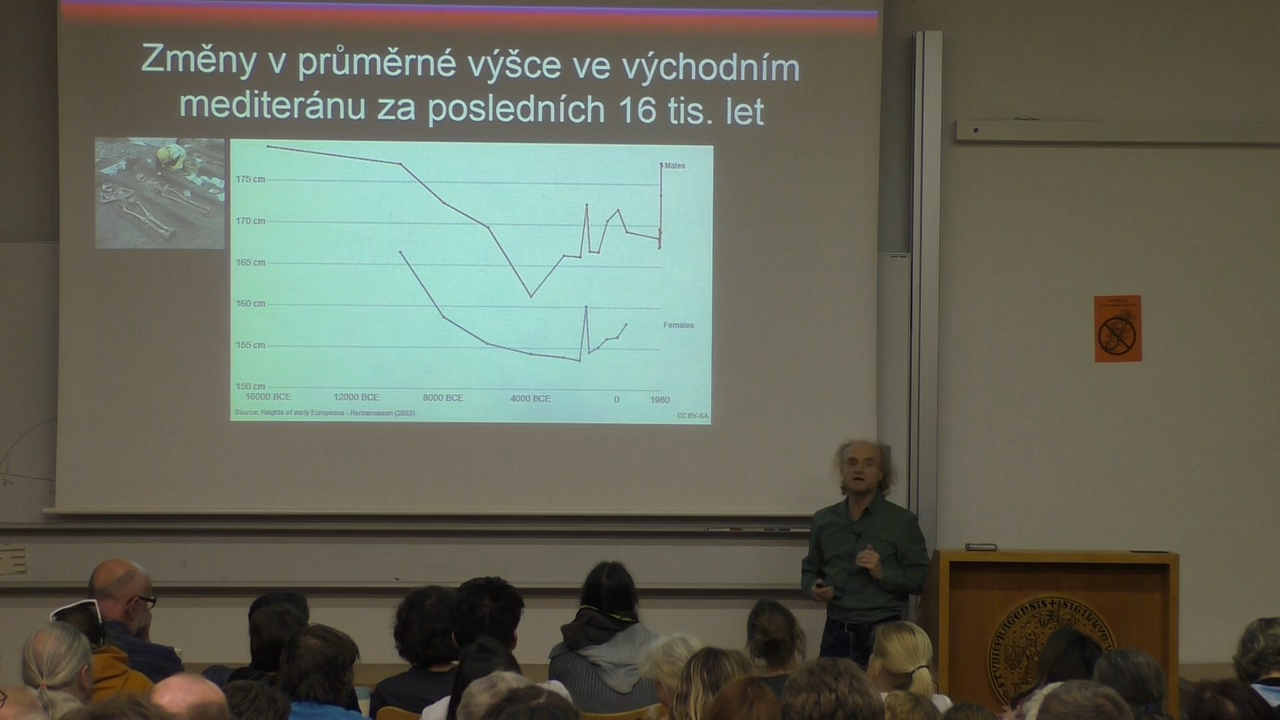 Změny v průměrné výšce ve východním
mediteránu za posledních 16 tis. let
Males
175 cm
170 cm
165 cm
160 cm
Females
155 cm
150 cm
16000 BCE 12000 BCE 8000 BCE 4000 BCE 0 1980
Source: Heights of early Europeans - Hermanussen (2003)
CC BY-SA